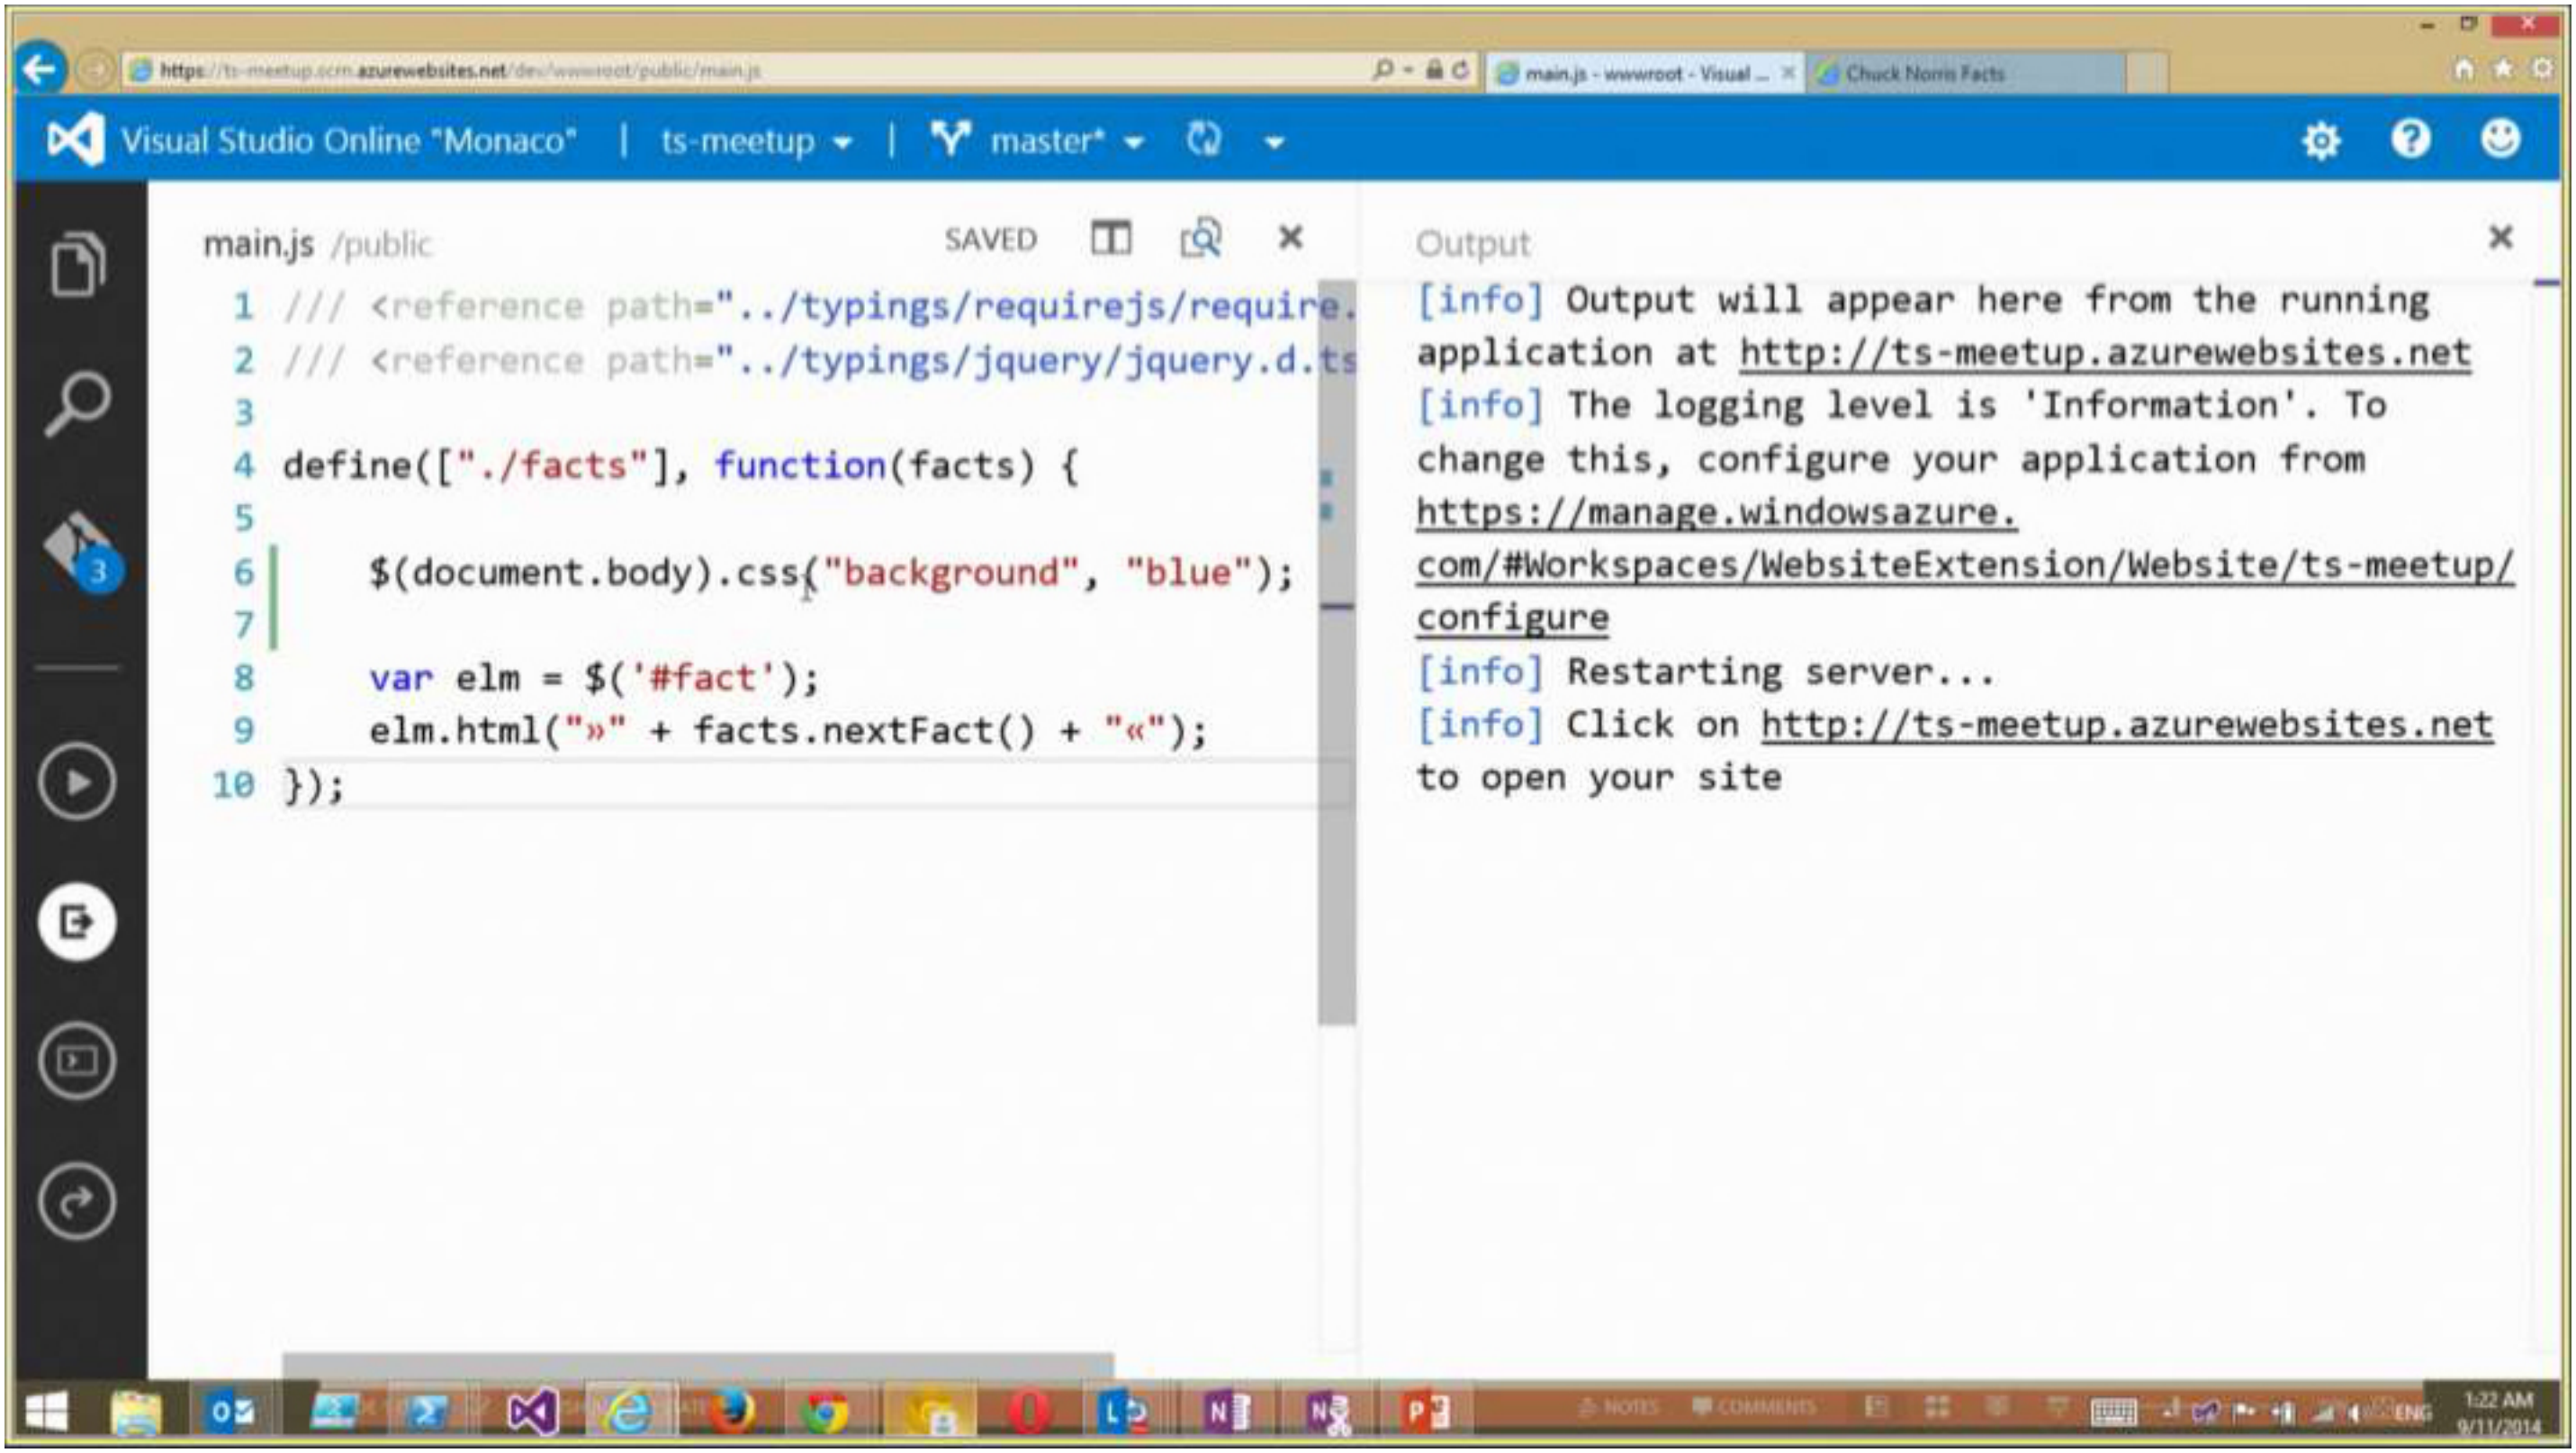 https://ts-meetup.scm.azurewebsites.net/dev/wwwroot/public/main.js
main.js - wwwroot - Visual ...
Chuck Norris Facts
Visual Studio Online "Monaco" | ts-meetup | master*
main.js /public
SAVED
1 /// <reference path="../typings/requirejs/require.
2 /// <reference path="../typings/jquery/jquery.d.ts
3
4 define(["./facts"], function(facts) {
5
6 $(document.body).css("background", "blue");
7
8 var elm = $('#fact');
9 elm.html("»" + facts.nextFact() + "«");
10 });
3
Output
[info] Output will appear here from the running
application at http://ts-meetup.azurewebsites.net
[info] The logging level is 'Information'. To
change this, configure your application from
https://manage.windowsazure.
com/#Workspaces/WebsiteExtension/Website/ts-meetup/
configure
[info] Restarting server...
[info] Click on http://ts-meetup.azurewebsites.net
to open your site
NOTES
COMMENTS
ENG
1:22 AM
9/11/2014